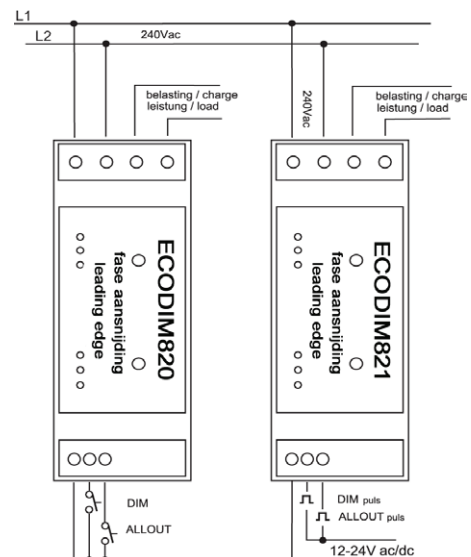 L1
L2
240Vac
belasting / charge
leistung / load
240Vac
belasting / charge
leistung / load
ECODIM820
fase aansnijding
leading edge
ECODIM821
fase aansnijding
leading edge
DIM
ALLOUT
DIM puls
ALLOUT puls
12-24V ac/dc